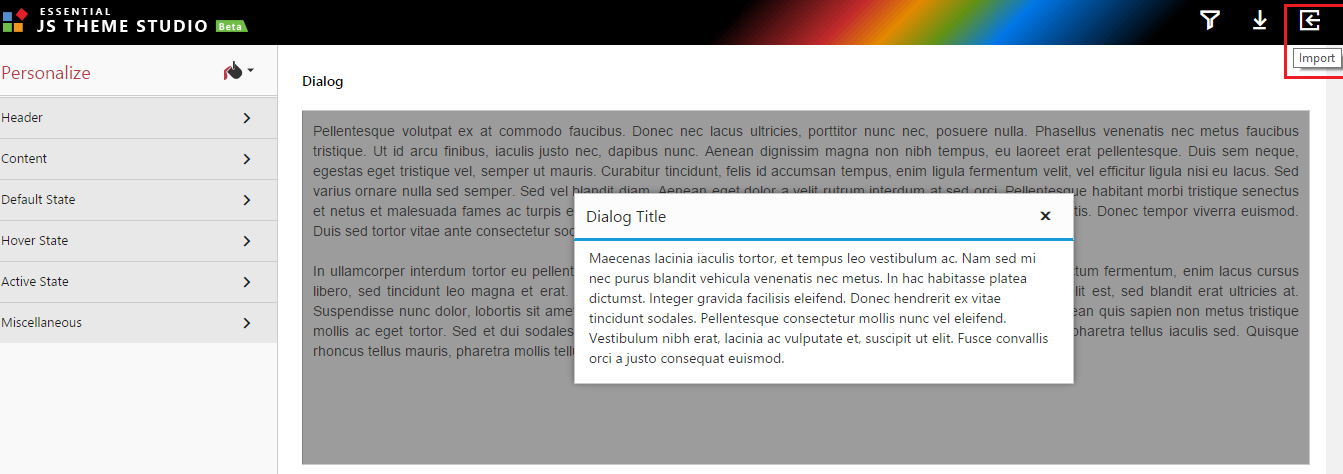 ESSENTIAL
JS THEME STUDIO Beta
Import
Personalize
Header
Content
Default State
Hover State
Active State
Miscellaneous
Dialog
Pellentesque volutpat ex at commodo faucibus. Donec nec lacus ultricies, porttitor nunc nec, posuere nulla. Phasellus venenatis nec metus faucibus
tristique. Ut id arcu finibus, iaculis justo nec, dapibus nunc. Aenean dignissim magna non nibh tempus, eu laoreet erat pellentesque. Duis sem neque,
egestas eget tristique vel, semper ut mauris. Curabitur tincidunt, felis id accumsan tempus, enim ligula fermentum velit, vel efficitur ligula nisi eu lacus. Sed
varius ornare nulla sed semper. Sed vel blandit diam. Aenean eget dolor a velit rutrum interdum at sed orci. Pellentesque habitant morbi tristique senectus
et netus et malesuada fames ac turpis e tis. Donec tempor viverra euismod.
Duis sed tortor vitae ante consectetur soc
In ullamcorper interdum tortor eu pellent tum fermentum, enim lacus cursus
libero, sed tincidunt leo magna et erat. lit est, sed blandit erat ultricies at.
Suspendisse nunc dolor, lobortis sit ame ean quis sapien non metus tristique
mollis ac eget tortor. Sed et dui sodales pharetra tellus iaculis sed. Quisque
rhoncus tellus mauris, pharetra mollis tell
Dialog Title
Maecenas lacinia iaculis tortor, et tempus leo vestibulum ac. Nam sed mi
nec purus blandit vehicula venenatis nec metus. In hac habitasse platea
dictumst. Integer gravida facilisis eleifend. Donec hendrerit ex vitae
tincidunt sodales. Pellentesque consectetur mollis nunc vel eleifend.
Vestibulum nibh erat, lacinia ac vulputate et, suscipit ut elit. Fusce convallis
orci a justo consequat euismod.